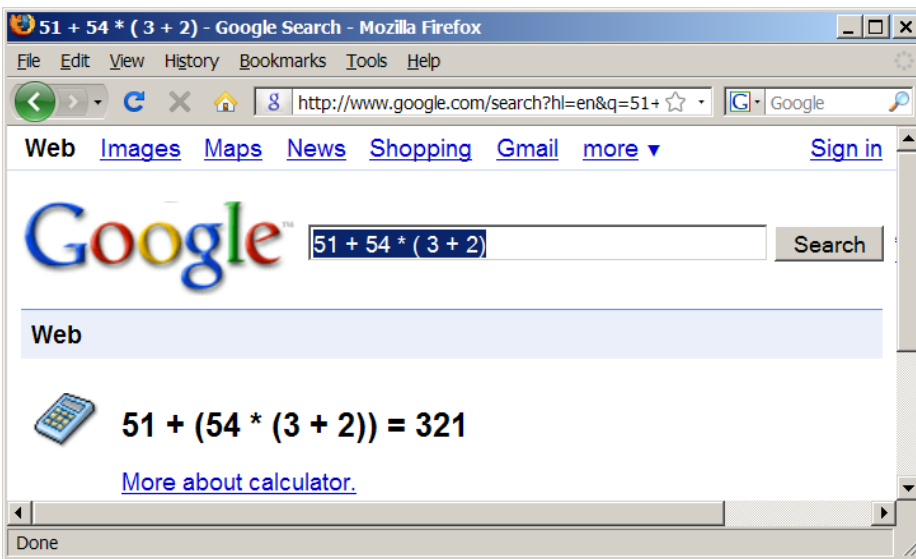 51 + 54 * ( 3 + 2) - Google Search - Mozilla Firefox
File Edit View History Bookmarks Tools Help
http://www.google.com/search?hl=en&q=51+ Google
Web Images Maps News Shopping Gmail more ▼ Sign in
Google™ 51 + 54 * ( 3 + 2) Search
Web
51 + (54 * (3 + 2)) = 321
More about calculator.
Done